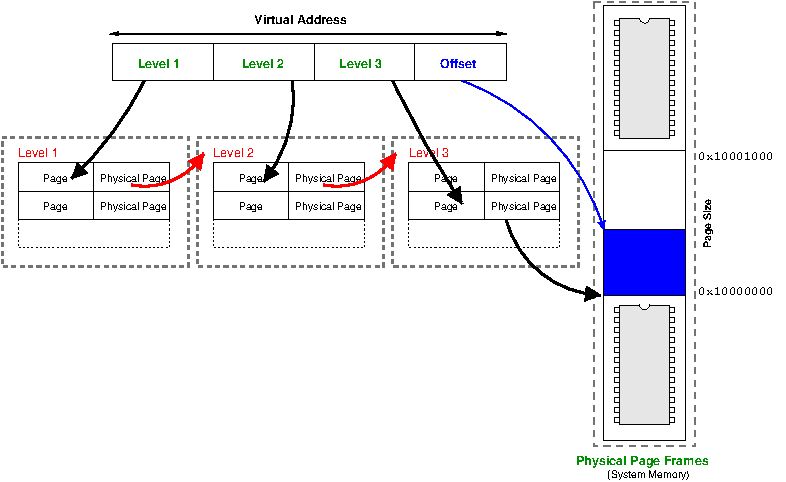 Virtual Address
Level 1 Level 2 Level 3 Offset
Level 1
Page Physical Page
Page Physical Page
Level 2
Page Physical Page
Page Physical Page
Level 3
Page Physical Page
Page Physical Page
0x10001000
Page Size
0x10000000
Physical Page Frames
(System Memory)